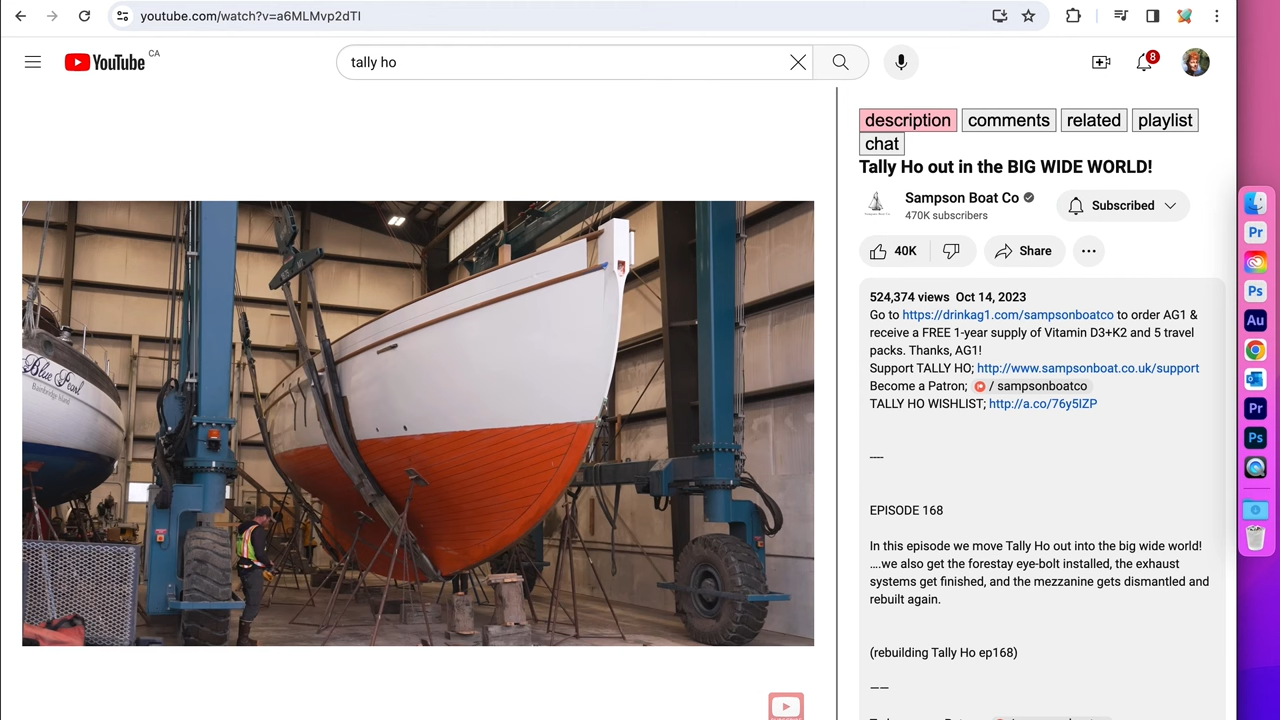 youtube.com/watch?v=a6MLMvp2dTI
YouTube CA
tally ho
8
description comments related playlist
chat
Tally Ho out in the BIG WIDE WORLD!
Sampson Boat Co
470K subscribers
Subscribed
40K
Share
524,374 views Oct 14, 2023
Go to https://drinkag1.com/sampsonboatco to order AG1 &
receive a FREE 1-year supply of Vitamin D3+K2 and 5 travel
packs. Thanks, AG1!
Support TALLY HO; http://www.sampsonboat.co.uk/support
Become a Patron; / sampsonboatco
TALLY HO WISHLIST; http://a.co/76y5IZP
----
EPISODE 168
In this episode we move Tally Ho out into the big wide world!
....we also get the forestay eye-bolt installed, the exhaust
systems get finished, and the mezzanine gets dismantled and
rebuilt again.
(rebuilding Tally Ho ep168)
——
Blue Pearl
Bainbridge Island
Pr
Ps
Au
Pr
Ps